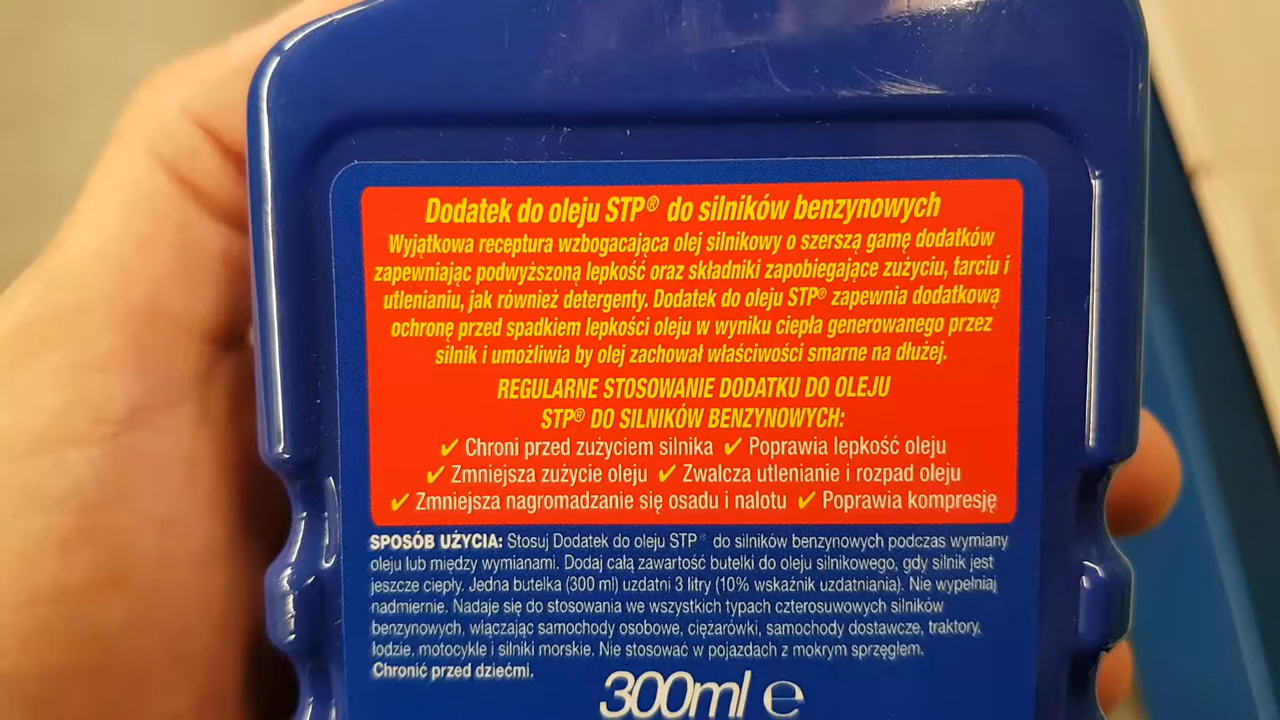 Dodatek do oleju STP® do silników benzynowych
Wyjątkowa receptura wzbogacająca olej silnikowy o szerszą gamę dodatków
zapewniając podwyższoną lepkość oraz składniki zapobiegające zużyciu, tarciu i
utlenianiu, jak również detergenty. Dodatek do oleju STP® zapewnia dodatkową
ochronę przed spadkiem lepkości oleju w wyniku ciepła generowanego przez
silnik i umożliwia by olej zachował właściwości smarne na dłużej.
REGULARNE STOSOWANIE DODATKU DO OLEJU
STP® DO SILNIKÓW BENZYNOWYCH:
✓ Chroni przed zużyciem silnika ✓ Poprawia lepkość oleju
✓ Zmniejsza zużycie oleju ✓ Zwalcza utlenianie i rozpad oleju
✓ Zmniejsza nagromadzanie się osadu i nalotu ✓ Poprawia kompresję
SPOSÓB UŻYCIA: Stosuj Dodatek do oleju STP® do silników benzynowych podczas wymiany
oleju lub między wymianami. Dodaj całą zawartość butelki do oleju silnikowego, gdy silnik jest
jeszcze ciepły. Jedna butelka (300 ml) uzdatni 3 litry (10% wskaźnik uzdatniania). Nie wypełniaj
nadmiernie. Nadaje się do stosowania we wszystkich typach czterosuwowych silników
benzynowych, włączając samochody osobowe, ciężarówki, samochody dostawcze, traktory,
łodzie, motocykle i silniki morskie. Nie stosować w pojazdach z mokrym sprzęgłem.
Chronić przed dziećmi.
300ml e